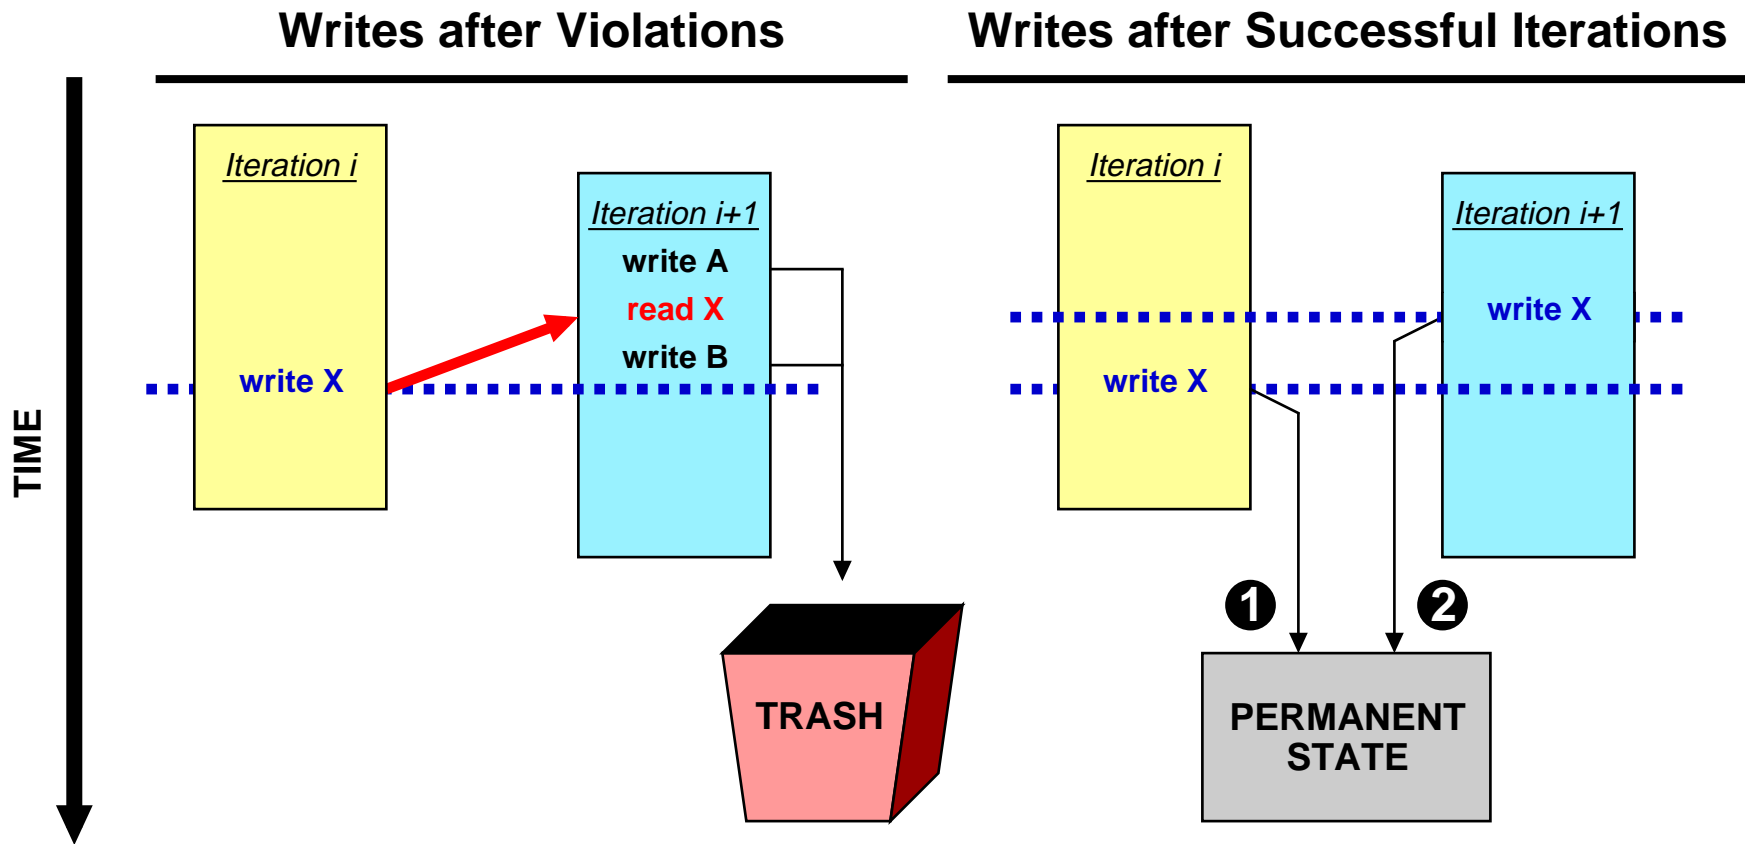 Writes after Violations
Writes after Successful Iterations
TIME
Iteration i
write X
Iteration i+1
write A
read X
write B
TRASH
Iteration i
write X
Iteration i+1
write X
1
2
PERMANENT
STATE